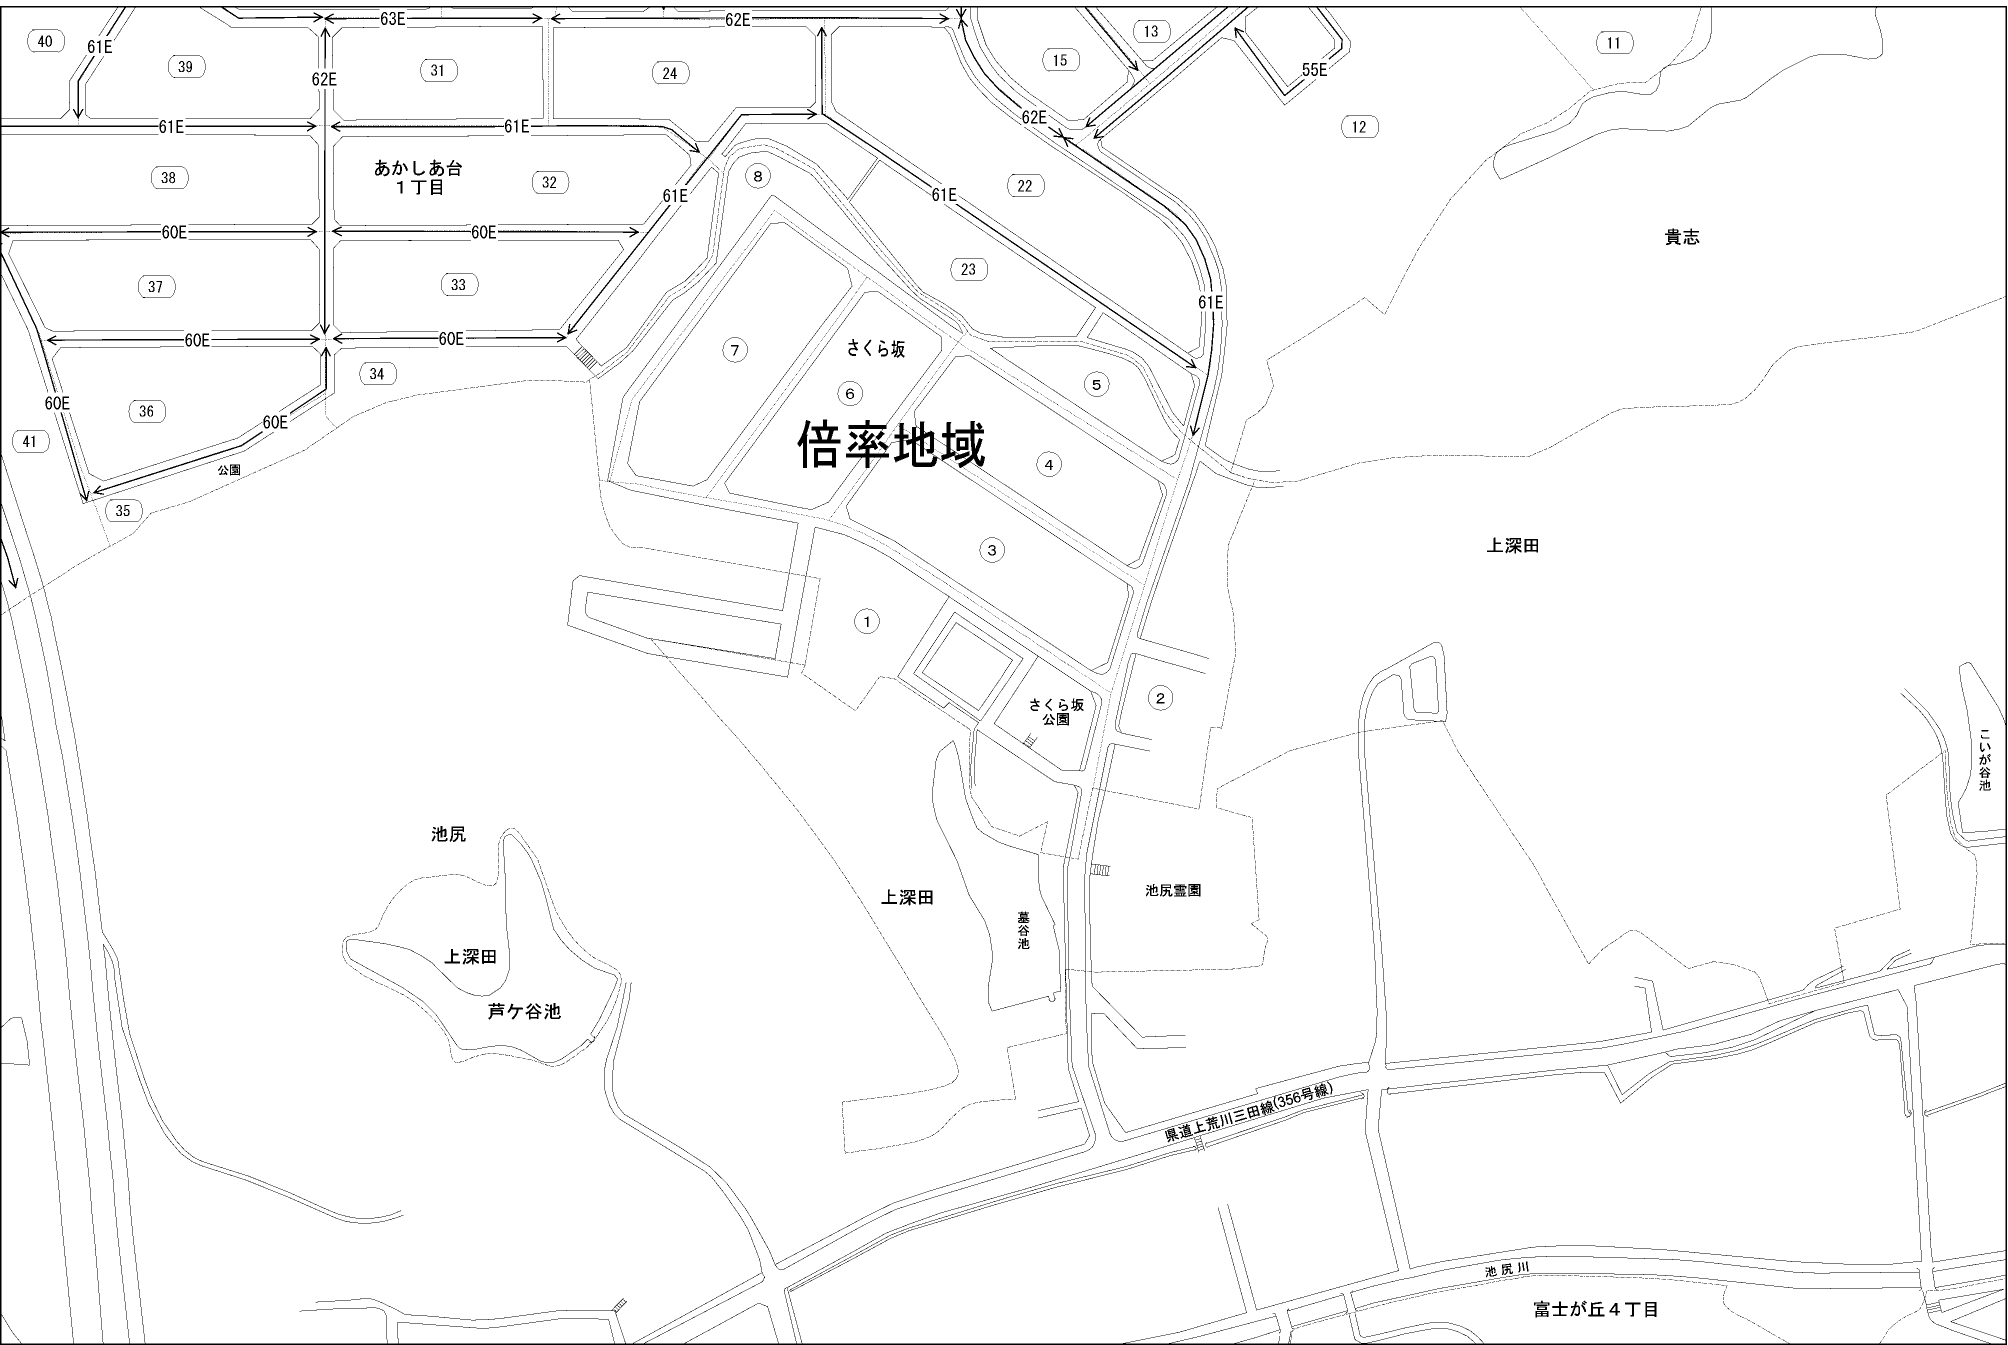 63E
62E
40
61E
39
62E
31
24
15
13
55E
11
61E
61E
62E
12
38
あかしあ台
1丁目
32
61E
8
61E
22
60E
60E
23
貴志
37
33
61E
60E
60E
7
さくら坂
34
6
5
60E
36
60E
41
公園
倍率地域
4
35
3
上深田
1
さくら坂
公園
2
こいが谷池
池尻
上深田
墓谷池
池尻霊園
上深田
芦ケ谷池
県道上荒川三田線(356号線)
池尻川
富士が丘4丁目